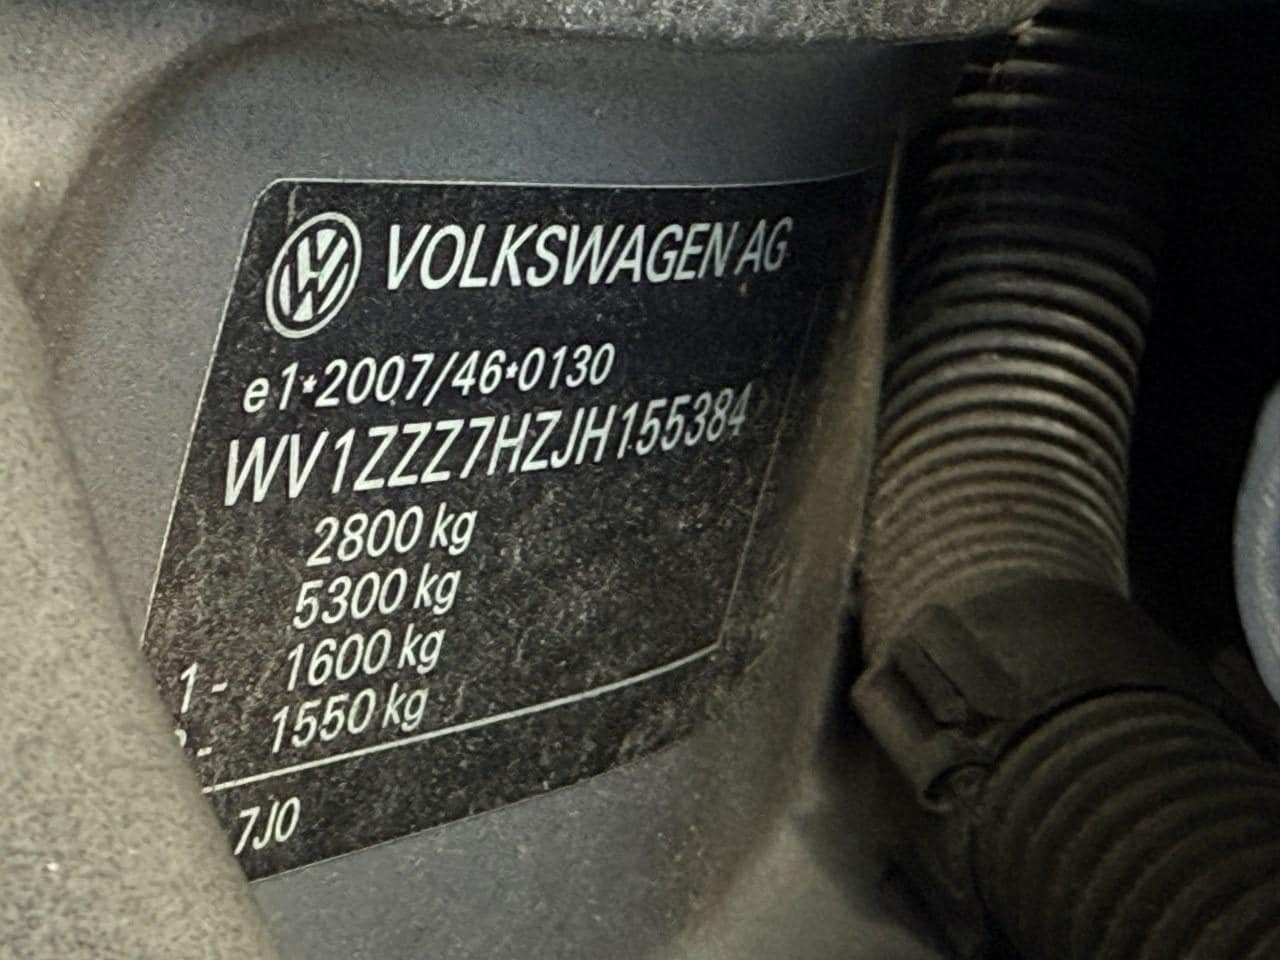 VOLKSWAGEN AG
e1*2007/46*0130
WV1ZZZ7HZJH155384
2800 kg
5300 kg
1- 1600 kg
- 1550 kg
7J0